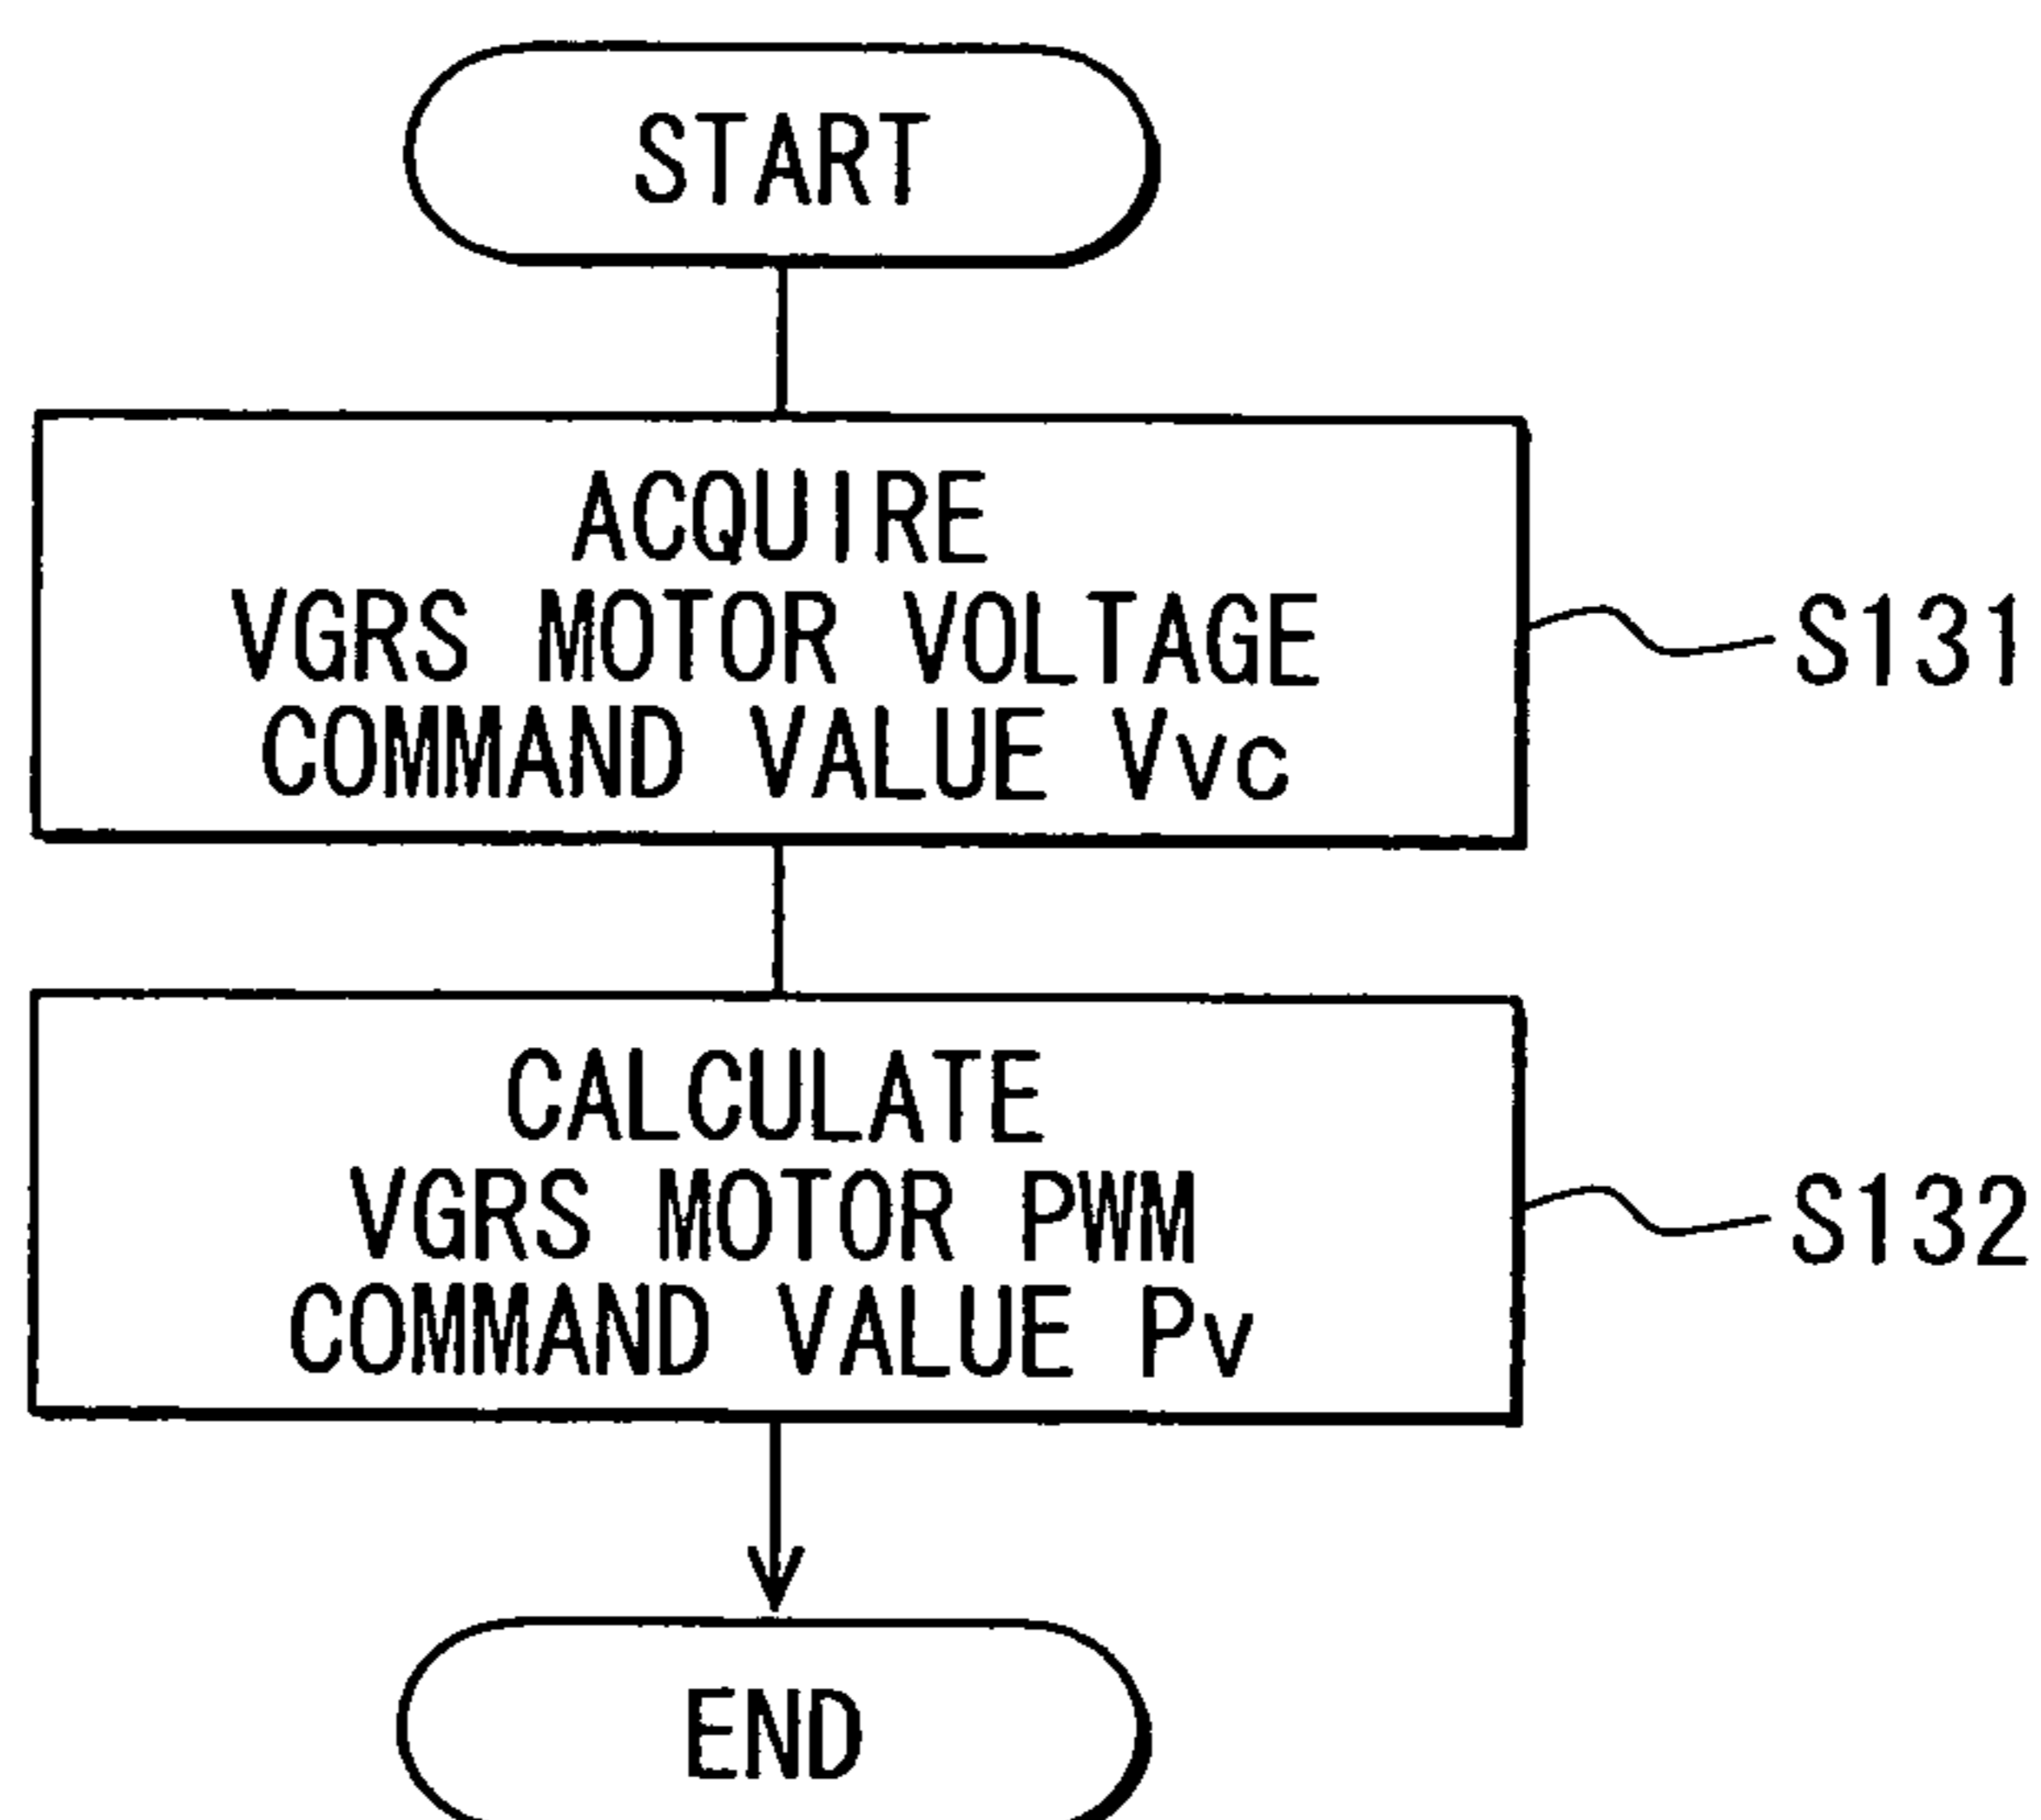 START
ACQUIRE
VGRS MOTOR VOLTAGE
COMMAND VALUE Vvc
S131
CALCULATE
VGRS MOTOR PWM
COMMAND VALUE Pv
S132
END